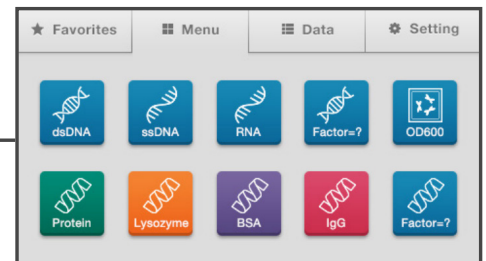 Favorites Menu Data Setting
dsDNA ssDNA RNA Factor=? OD600
Protein Lysozyme BSA IgG Factor=?